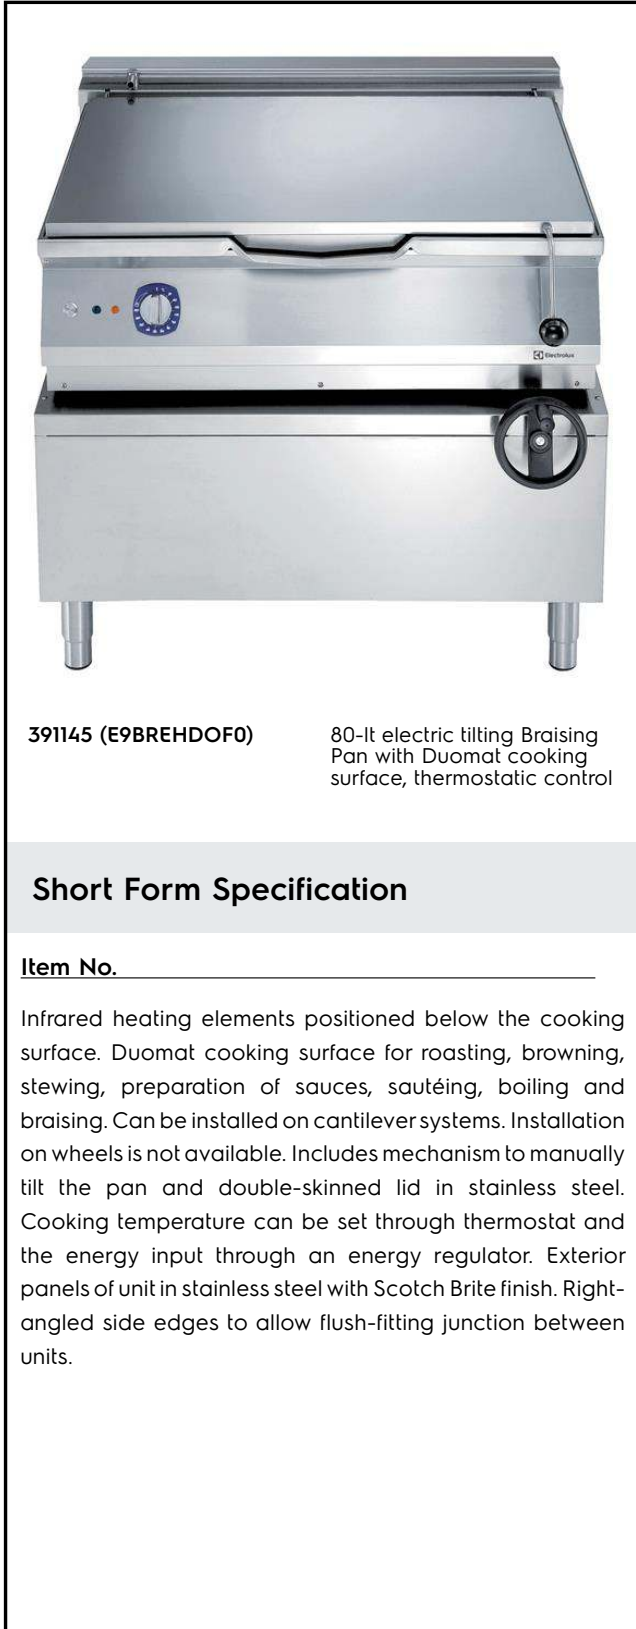 Electrolux
391145 (E9BREHDOF0)
80-lt electric tilting Braising
Pan with Duomat cooking
surface, thermostatic control
Short Form Specification
Item No.
Infrared heating elements positioned below the cooking
surface. Duomat cooking surface for roasting, browning,
stewing, preparation of sauces, sautéing, boiling and
braising. Can be installed on cantilever systems. Installation
on wheels is not available. Includes mechanism to manually
tilt the pan and double-skinned lid in stainless steel.
Cooking temperature can be set through thermostat and
the energy input through an energy regulator. Exterior
panels of unit in stainless steel with Scotch Brite finish. Right-
angled side edges to allow flush-fitting junction between
units.